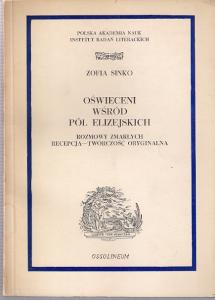 POLSKA AKADEMIA NAUK
INSTYTUT BADAŃ LITERACKICH
ZOFIA SINKO
OŚWIECENI
WŚRÓD
PÓL ELIZEJSKICH
ROZMOWY ZMARŁYCH
RECEPCJA—TWÓRCZOŚĆ ORYGINALNA
OSSOLINEUM